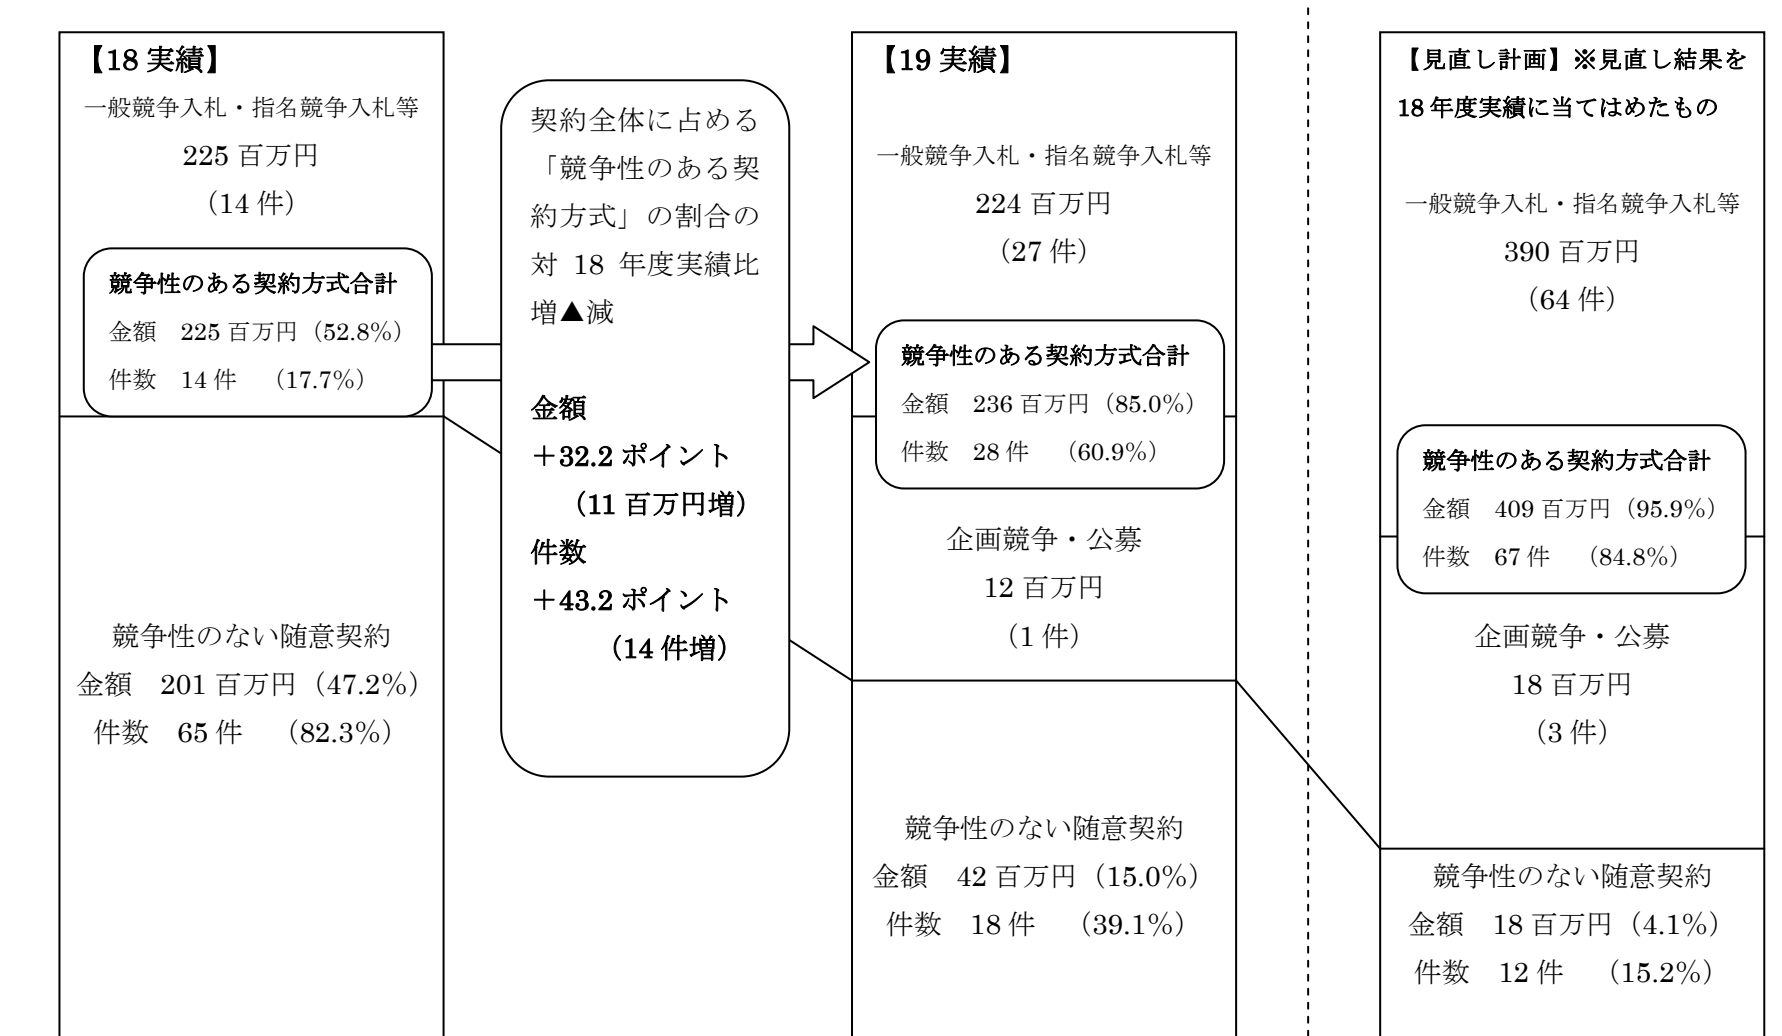 【18 実績】
一般競争入札・指名競争入札等
225 百万円
（14 件）
競争性のある契約方式合計
金額　225 百万円（52.8%）
件数　14 件　（17.7%）
競争性のない随意契約
金額　201 百万円（47.2%）
件数　65 件　（82.3%）
契約全体に占める
「競争性のある契
約方式」の割合の
対 18 年度実績比
増▲減
金額
＋32.2 ポイント
（11 百万円増）
件数
＋43.2 ポイント
（14 件増）
【19 実績】
一般競争入札・指名競争入札等
224 百万円
（27 件）
競争性のある契約方式合計
金額　236 百万円（85.0%）
件数　28 件　（60.9%）
企画競争・公募
12 百万円
（1 件）
競争性のない随意契約
金額　42 百万円（15.0%）
件数　18 件　（39.1%）
【見直し計画】※見直し結果を
18 年度実績に当てはめたもの
一般競争入札・指名競争入札等
390 百万円
（64 件）
競争性のある契約方式合計
金額　409 百万円（95.9%）
件数　67 件　（84.8%）
企画競争・公募
18 百万円
（3 件）
競争性のない随意契約
金額　18 百万円（4.1%）
件数　12 件　（15.2%）